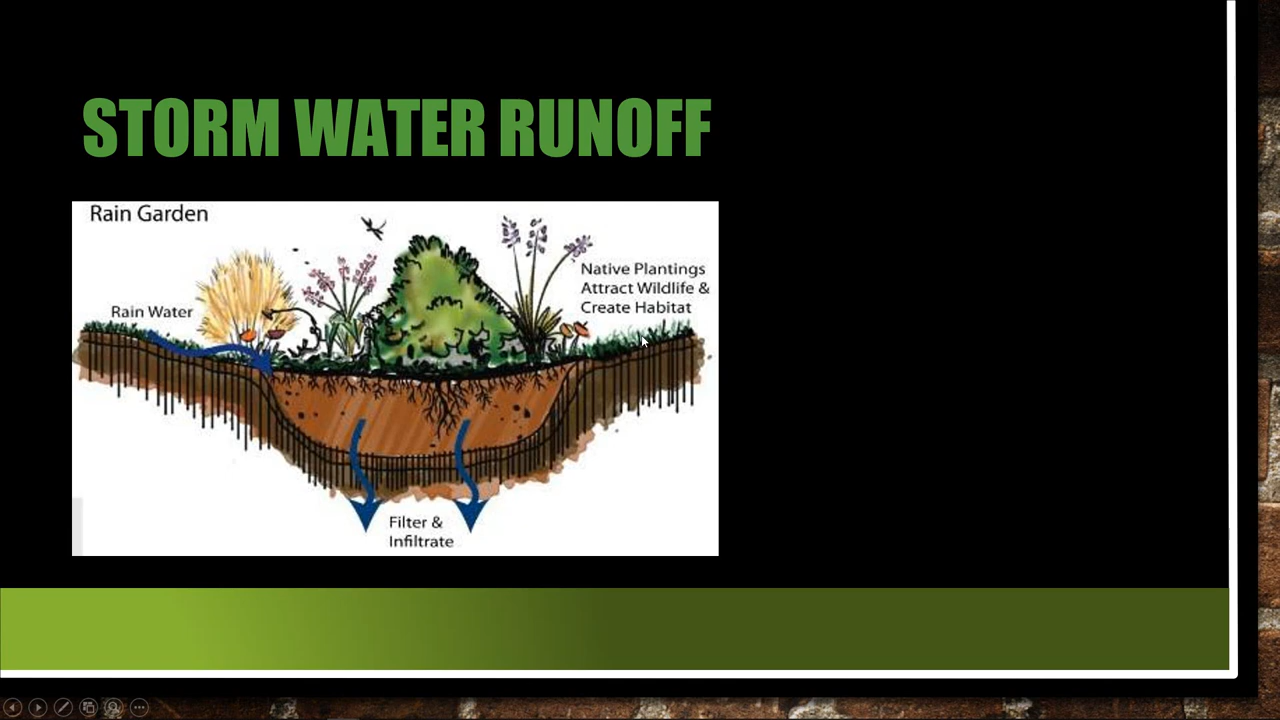 STORM WATER RUNOFF
Rain Garden
Native Plantings
Attract Wildlife &
Create Habitat
Rain Water
Filter &
Infiltrate